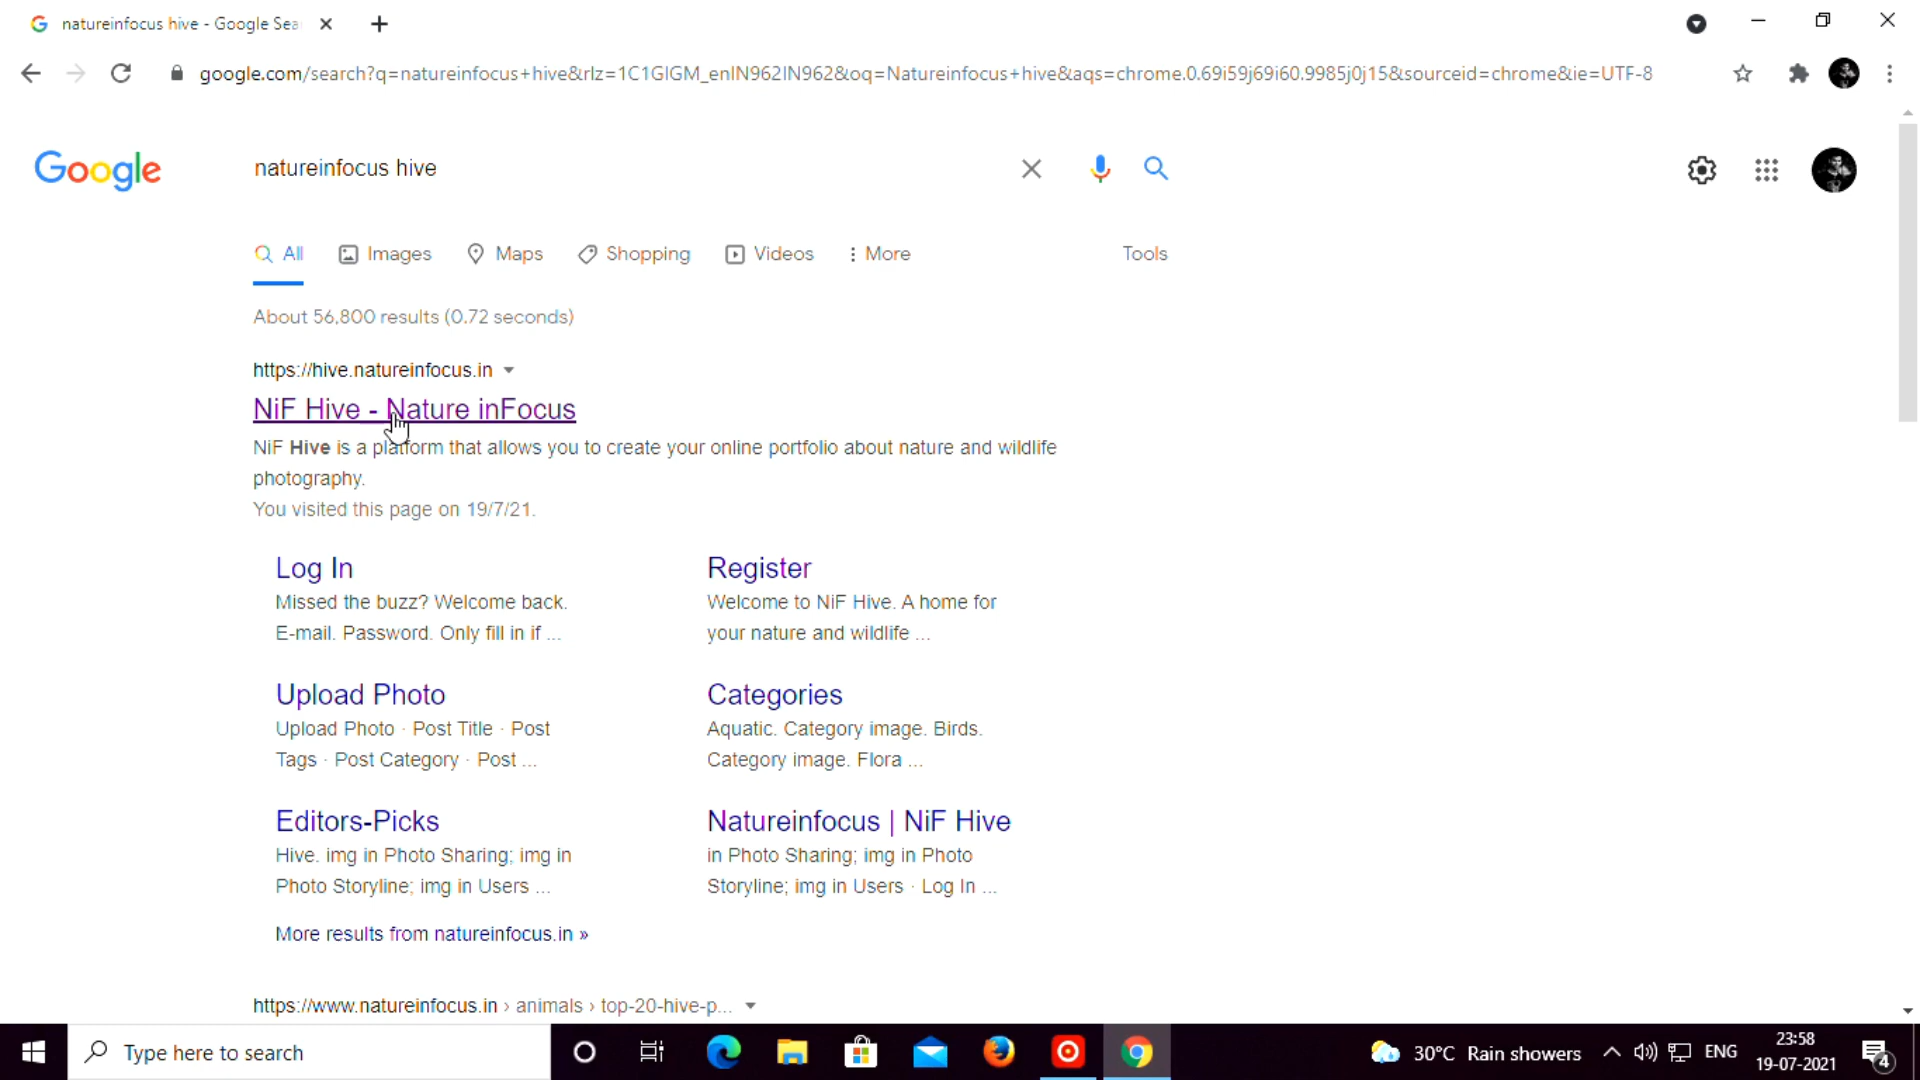 natureinfocus hive - Google Sea
google.com/search?q=natureinfocus+hive&rlz=1C1GIGM_enIN962IN962&oq=Natureinfocus+hive&aqs=chrome.0.69i59j69i60.9985j0j15&sourceid=chrome&ie=UTF-8
Google
natureinfocus hive
All Images Maps Shopping Videos More Tools
About 56,800 results (0.72 seconds)
https://hive.natureinfocus.in
NiF Hive - Nature inFocus
NiF Hive is a platform that allows you to create your online portfolio about nature and wildlife
photography.
You visited this page on 19/7/21.
Log In
Missed the buzz? Welcome back.
E-mail. Password. Only fill in if ...
Register
Welcome to NiF Hive. A home for
your nature and wildlife ...
Upload Photo
Upload Photo · Post Title · Post
Tags · Post Category · Post ...
Categories
Aquatic. Category image. Birds.
Category image. Flora ...
Editors-Picks
Hive. img in Photo Sharing; img in
Photo Storyline; img in Users ...
Natureinfocus | NiF Hive
in Photo Sharing; img in Photo
Storyline; img in Users · Log In ...
More results from natureinfocus.in »
https://www.natureinfocus.in › animals › top-20-hive-p...
Type here to search
30°C Rain showers
ENG
23:58
19-07-2021
4